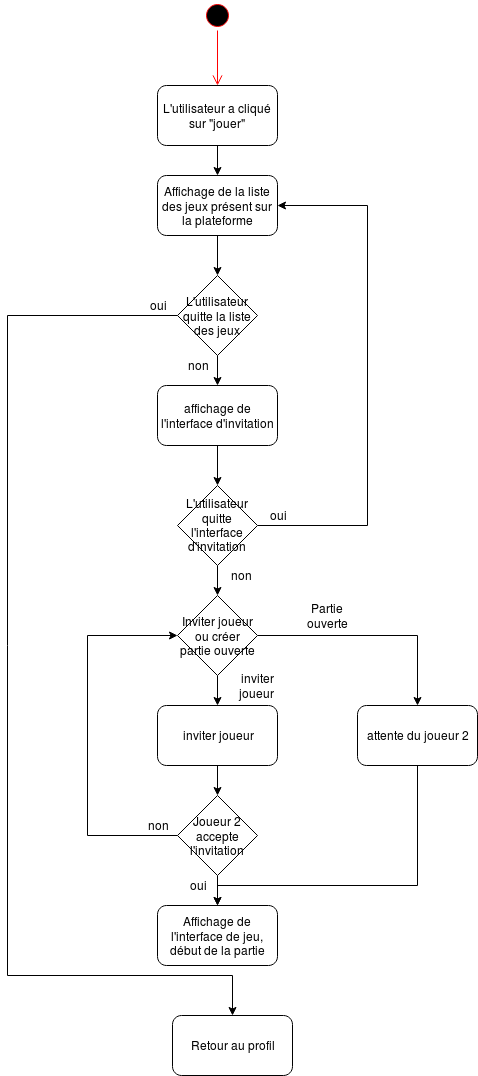 L'utilisateur a cliqué
sur "jouer"
Affichage de la liste
des jeux présent sur
la plateforme
oui
L'utilisateur
quitte la liste
des jeux
non
affichage de
l'interface d'invitation
L'utilisateur
quitte
l'interface
d'invitation
oui
non
Inviter joueur
ou créer
partie ouverte
Partie
ouverte
inviter
joueur
inviter joueur
attente du joueur 2
non
Joueur 2
accepte
l'invitation
oui
Affichage de
l'interface de jeu,
début de la partie
Retour au profil